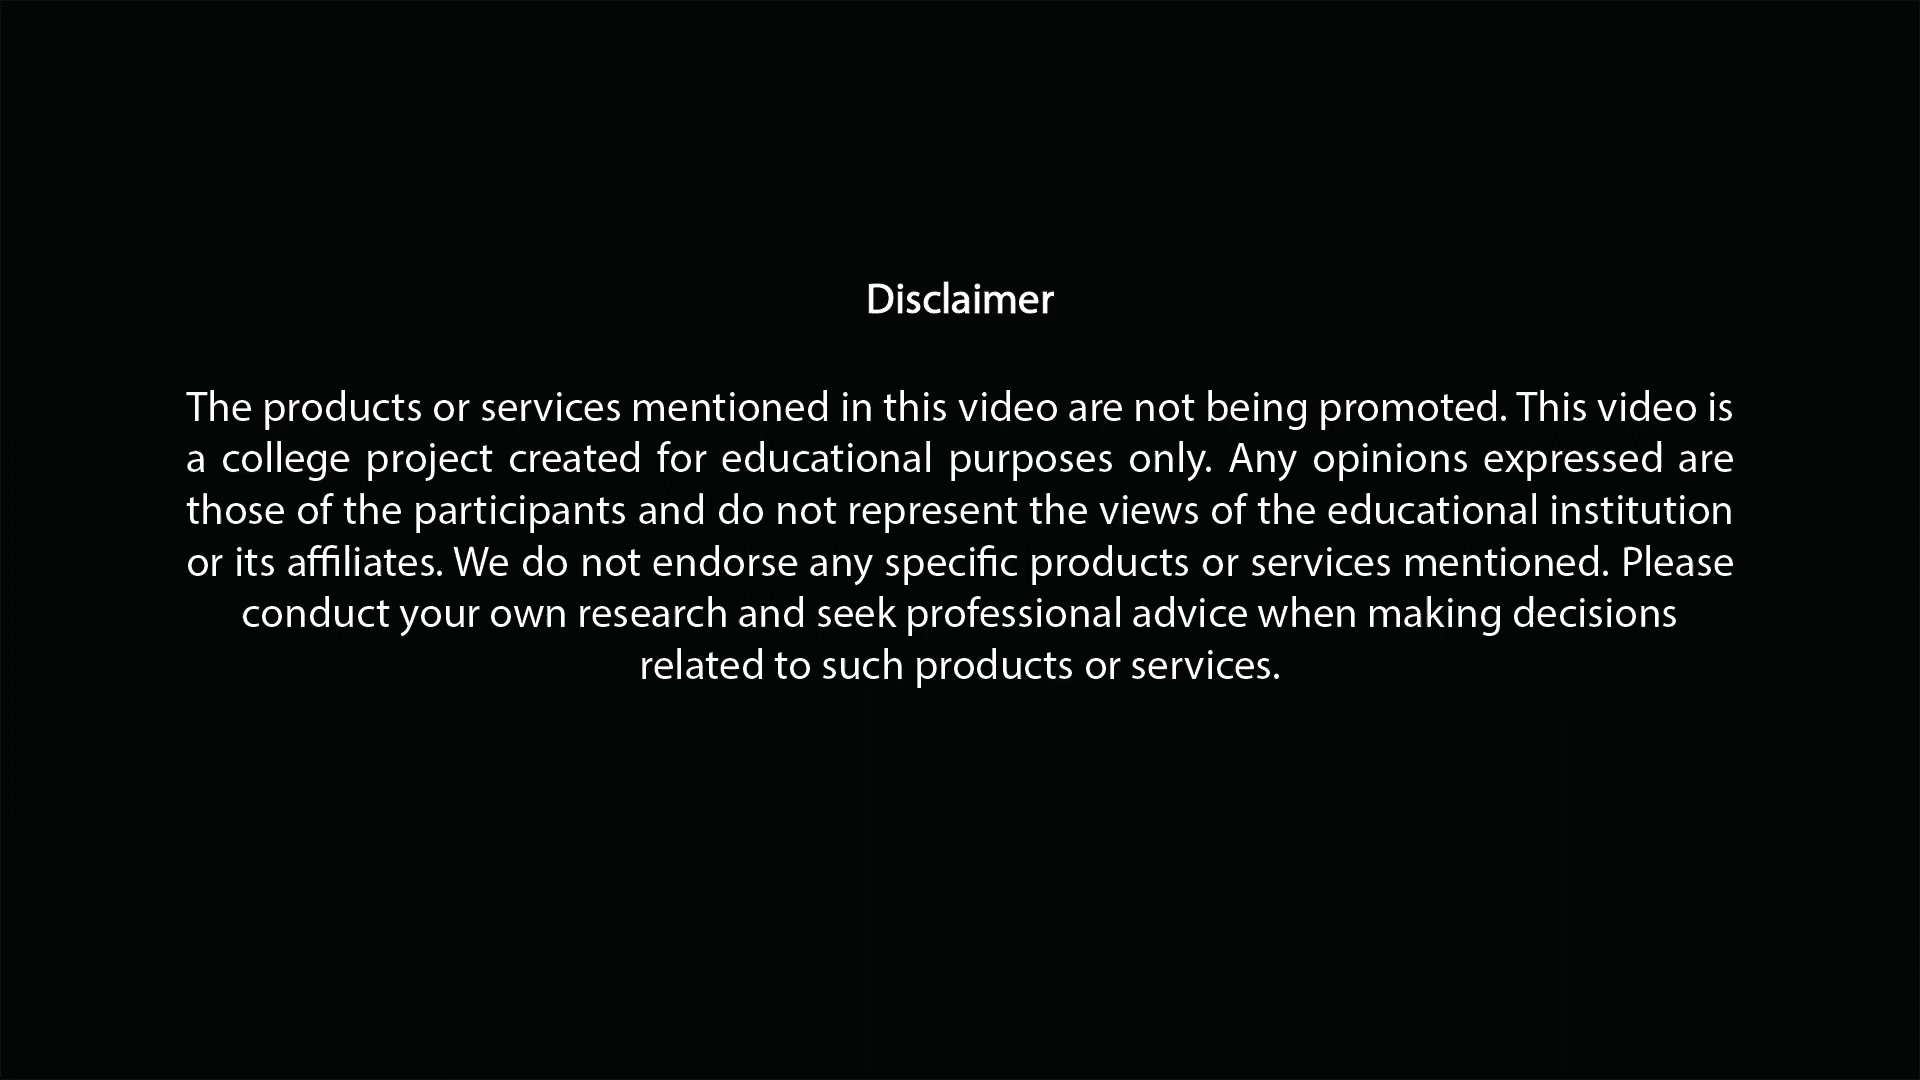 Disclaimer
The products or services mentioned in this video are not being promoted. This video is
a college project created for educational purposes only. Any opinions expressed are
those of the participants and do not represent the views of the educational institution
or its affiliates. We do not endorse any specific products or services mentioned. Please
conduct your own research and seek professional advice when making decisions
related to such products or services.